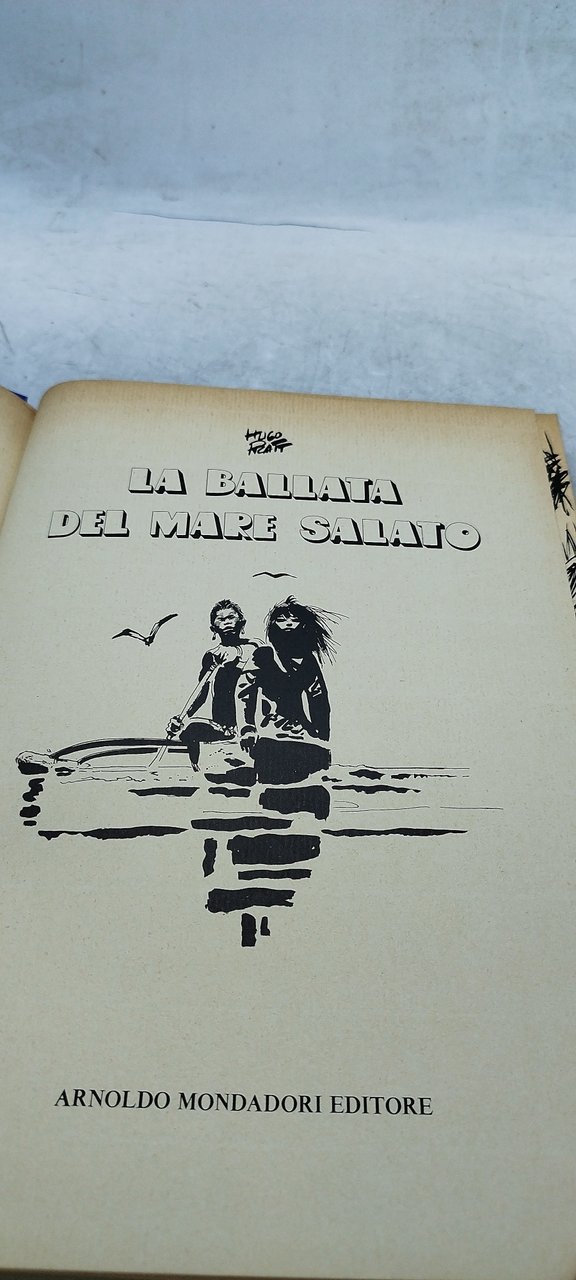 HUGO
PRATT
LA BALLATA
DEL MARE SALATO
ARNOLDO MONDADORI EDITORE